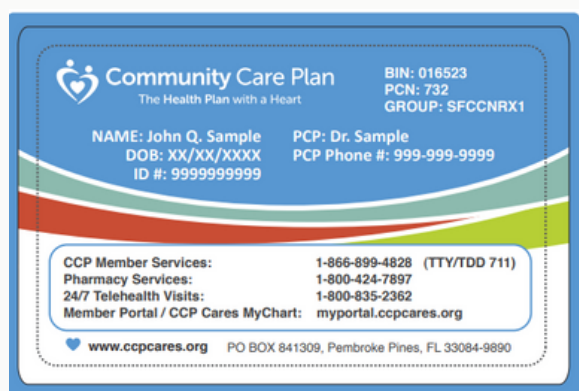 Community Care Plan
The Health Plan with a Heart
BIN: 016523
PCN: 732
GROUP: SFCCNRX1
NAME: John Q. Sample
DOB: XX/XX/XXXX
ID #: 9999999999
PCP: Dr. Sample
PCP Phone #: 999-999-9999
CCP Member Services: 1-866-899-4828 (TTY/TDD 711)
Pharmacy Services: 1-800-424-7897
24/7 Telehealth Visits: 1-800-835-2362
Member Portal / CCP Cares MyChart: myportal.ccpcares.org
www.ccpcares.org PO BOX 841309, Pembroke Pines, FL 33084-9890